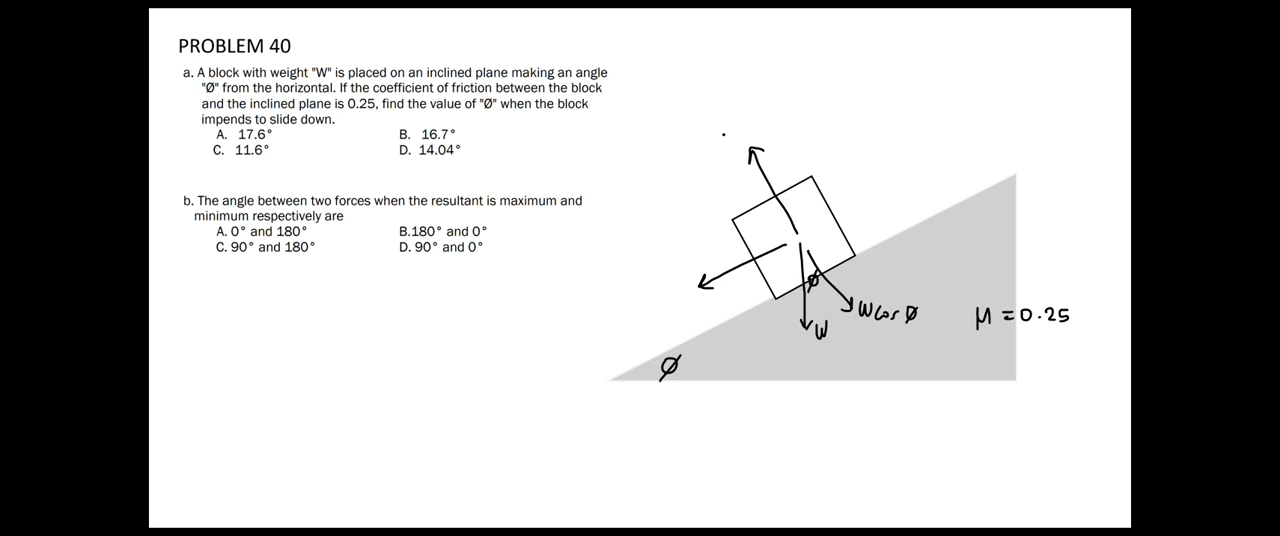 PROBLEM 40
a. A block with weight "W" is placed on an inclined plane making an angle
"Ø" from the horizontal. If the coefficient of friction between the block
and the inclined plane is 0.25, find the value of "Ø" when the block
impends to slide down.
A. 17.6° B. 16.7°
C. 11.6° D. 14.04°
b. The angle between two forces when the resultant is maximum and
minimum respectively are
A. 0° and 180° B.180° and 0°
C. 90° and 180° D. 90° and 0°
Ø
W cos Ø
W
μ = 0.25
Ø